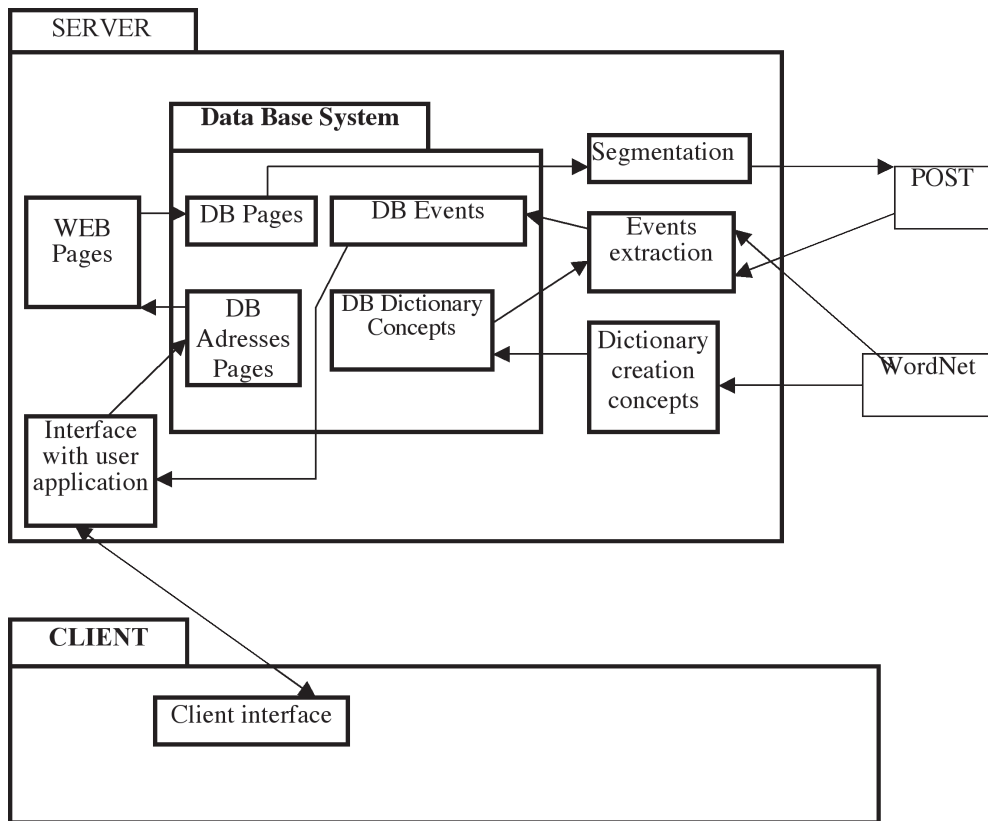 SERVER
Data Base System
Segmentation
POST
DB Pages
DB Events
WEB
Pages
Events
extraction
DB
Adresses
Pages
DB Dictionary
Concepts
Dictionary
creation
concepts
WordNet
Interface
with user
application
CLIENT
Client interface